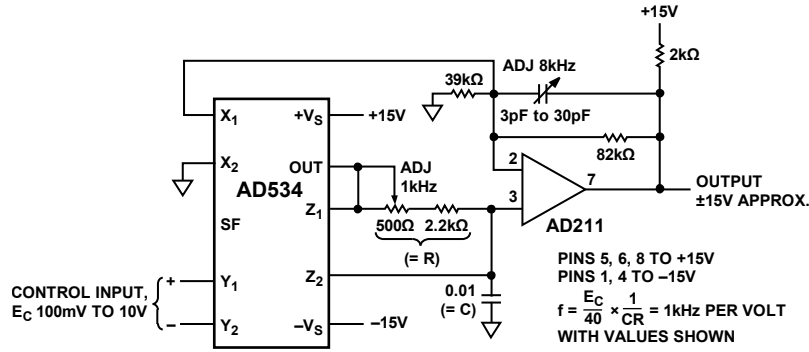 +15V
2kΩ
ADJ 8kHz
39kΩ
3pF to 30pF
82kΩ
X1
+VS
+15V
X2
OUT
ADJ
1kHz
AD534
Z1
500Ω
2.2kΩ
(= R)
SF
2
3
7
AD211
OUTPUT
±15V APPROX.
Z2
CONTROL INPUT,
EC 100mV TO 10V
+
–
Y1
Y2
0.01
(= C)
–VS
–15V
PINS 5, 6, 8 TO +15V
PINS 1, 4 TO –15V
f = EC/40 × 1/CR = 1kHz PER VOLT
WITH VALUES SHOWN